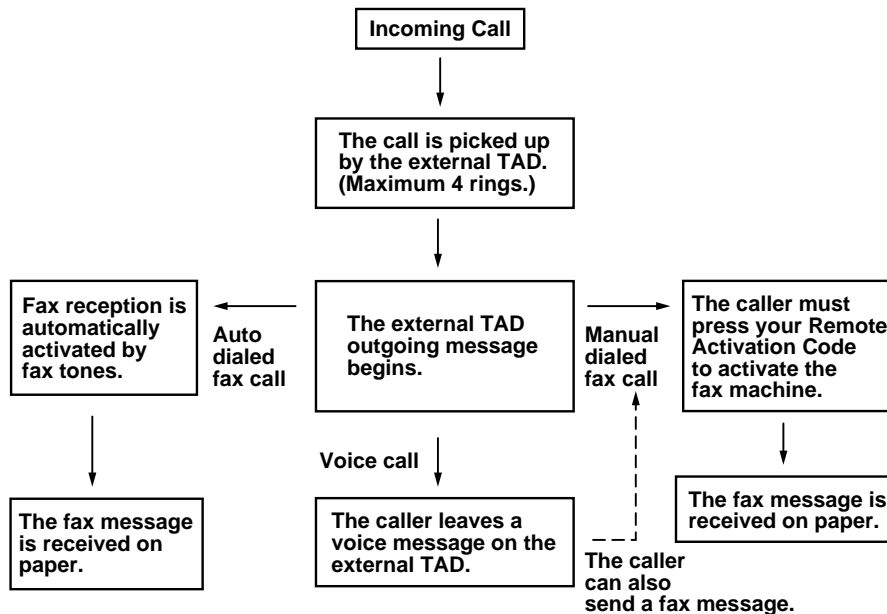 Incoming Call
The call is picked up
by the external TAD.
(Maximum 4 rings.)
Fax reception is
automatically
activated by
fax tones.
Auto
dialed
fax call
The external TAD
outgoing message
begins.
Manual
dialed
fax call
The caller must
press your Remote
Activation Code
to activate the
fax machine.
Voice call
The fax message
is received on
paper.
The caller leaves a
voice message on the
external TAD.
The fax message is
received on paper.
The caller
can also
send a fax message.